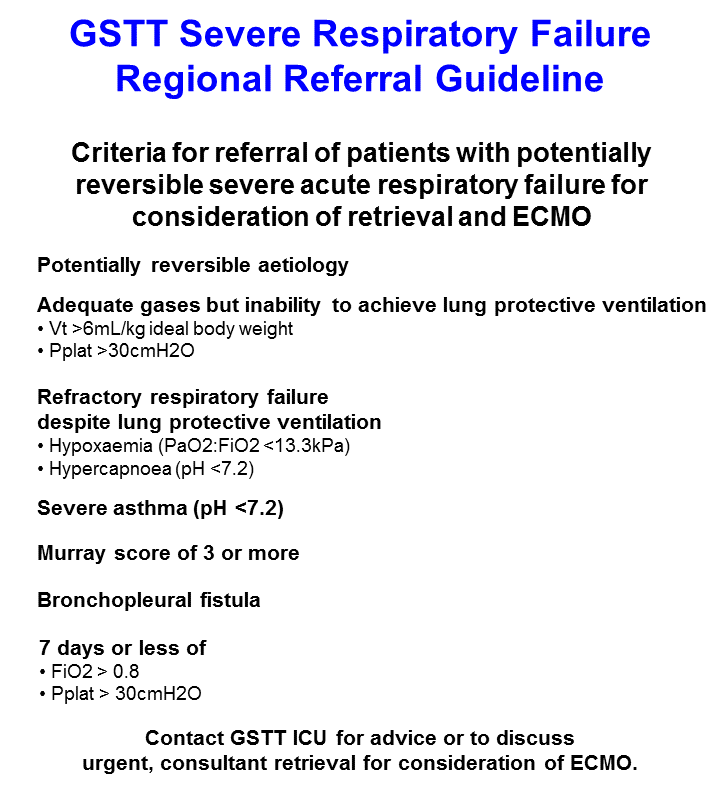 GSTT Severe Respiratory Failure
Regional Referral Guideline
Criteria for referral of patients with potentially
reversible severe acute respiratory failure for
consideration of retrieval and ECMO
Potentially reversible aetiology
Adequate gases but inability to achieve lung protective ventilation
• Vt >6mL/kg ideal body weight
• Pplat >30cmH2O
Refractory respiratory failure
despite lung protective ventilation
• Hypoxaemia (PaO2:FiO2 <13.3kPa)
• Hypercapnoea (pH <7.2)
Severe asthma (pH <7.2)
Murray score of 3 or more
Bronchopleural fistula
7 days or less of
• FiO2 > 0.8
• Pplat > 30cmH2O
Contact GSTT ICU for advice or to discuss
urgent, consultant retrieval for consideration of ECMO.